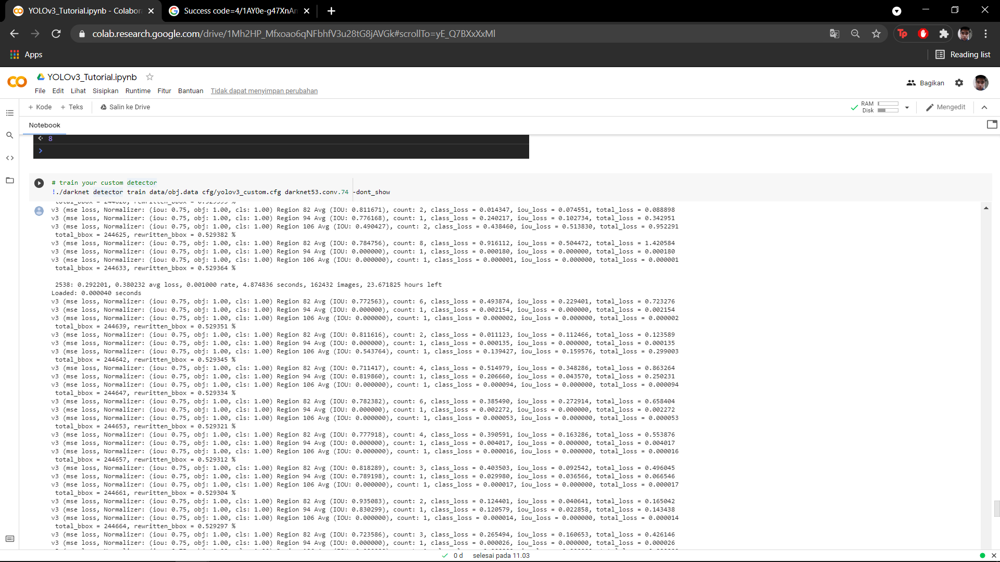 YOLOv3_Tutorial.ipynb - Colabora
Success code=4/1AY0e-g47XnAm
colab.research.google.com/drive/1Mh2HP_Mfxoao6qNFbhfV3u28tG8jAVGk#scrollTo=yE_Q7BXxXxMl
Tp
Apps
Reading list
YOLOv3_Tutorial.ipynb
Bagikan
File Edit Lihat Sisipkan Runtime Fitur Bantuan Tidak dapat menyimpan perubahan
+ Kode + Teks Salin ke Drive
RAM
Disk
Mengedit
Notebook
8
# train your custom detector
!./darknet detector train data/obj.data cfg/yolov3_custom.cfg darknet53.conv.74 -dont_show
v3 (mse loss, Normalizer: (iou: 0.75, obj: 1.00, cls: 1.00) Region 82 Avg (IOU: 0.811671), count: 2, class_loss = 0.014347, iou_loss = 0.074551, total_loss = 0.088898
v3 (mse loss, Normalizer: (iou: 0.75, obj: 1.00, cls: 1.00) Region 94 Avg (IOU: 0.776168), count: 1, class_loss = 0.240217, iou_loss = 0.102734, total_loss = 0.342951
v3 (mse loss, Normalizer: (iou: 0.75, obj: 1.00, cls: 1.00) Region 106 Avg (IOU: 0.490427), count: 2, class_loss = 0.438460, iou_loss = 0.513830, total_loss = 0.952291
total_bbox = 244625, rewritten_bbox = 0.529382 %
v3 (mse loss, Normalizer: (iou: 0.75, obj: 1.00, cls: 1.00) Region 82 Avg (IOU: 0.784756), count: 8, class_loss = 0.916112, iou_loss = 0.504472, total_loss = 1.420584
v3 (mse loss, Normalizer: (iou: 0.75, obj: 1.00, cls: 1.00) Region 94 Avg (IOU: 0.000000), count: 1, class_loss = 0.000180, iou_loss = 0.000000, total_loss = 0.000180
v3 (mse loss, Normalizer: (iou: 0.75, obj: 1.00, cls: 1.00) Region 106 Avg (IOU: 0.000000), count: 1, class_loss = 0.000001, iou_loss = 0.000000, total_loss = 0.000001
total_bbox = 244633, rewritten_bbox = 0.529364 %
2538: 0.292201, 0.380232 avg loss, 0.001000 rate, 4.874836 seconds, 162432 images, 23.671825 hours left
Loaded: 0.000040 seconds
v3 (mse loss, Normalizer: (iou: 0.75, obj: 1.00, cls: 1.00) Region 82 Avg (IOU: 0.772563), count: 6, class_loss = 0.493874, iou_loss = 0.229401, total_loss = 0.723276
v3 (mse loss, Normalizer: (iou: 0.75, obj: 1.00, cls: 1.00) Region 94 Avg (IOU: 0.000000), count: 1, class_loss = 0.002154, iou_loss = 0.000000, total_loss = 0.002154
v3 (mse loss, Normalizer: (iou: 0.75, obj: 1.00, cls: 1.00) Region 106 Avg (IOU: 0.000000), count: 1, class_loss = 0.000002, iou_loss = 0.000000, total_loss = 0.000002
total_bbox = 244639, rewritten_bbox = 0.529351 %
v3 (mse loss, Normalizer: (iou: 0.75, obj: 1.00, cls: 1.00) Region 82 Avg (IOU: 0.811616), count: 2, class_loss = 0.011123, iou_loss = 0.112466, total_loss = 0.123589
v3 (mse loss, Normalizer: (iou: 0.75, obj: 1.00, cls: 1.00) Region 94 Avg (IOU: 0.000000), count: 1, class_loss = 0.000135, iou_loss = 0.000000, total_loss = 0.000135
v3 (mse loss, Normalizer: (iou: 0.75, obj: 1.00, cls: 1.00) Region 106 Avg (IOU: 0.543764), count: 1, class_loss = 0.139427, iou_loss = 0.159576, total_loss = 0.299003
total_bbox = 244642, rewritten_bbox = 0.529345 %
v3 (mse loss, Normalizer: (iou: 0.75, obj: 1.00, cls: 1.00) Region 82 Avg (IOU: 0.711417), count: 4, class_loss = 0.514979, iou_loss = 0.348286, total_loss = 0.863264
v3 (mse loss, Normalizer: (iou: 0.75, obj: 1.00, cls: 1.00) Region 94 Avg (IOU: 0.819860), count: 1, class_loss = 0.206660, iou_loss = 0.043570, total_loss = 0.250231
v3 (mse loss, Normalizer: (iou: 0.75, obj: 1.00, cls: 1.00) Region 106 Avg (IOU: 0.000000), count: 1, class_loss = 0.000094, iou_loss = 0.000000, total_loss = 0.000094
total_bbox = 244647, rewritten_bbox = 0.529334 %
v3 (mse loss, Normalizer: (iou: 0.75, obj: 1.00, cls: 1.00) Region 82 Avg (IOU: 0.782382), count: 6, class_loss = 0.385490, iou_loss = 0.272914, total_loss = 0.658404
v3 (mse loss, Normalizer: (iou: 0.75, obj: 1.00, cls: 1.00) Region 94 Avg (IOU: 0.000000), count: 1, class_loss = 0.002272, iou_loss = 0.000000, total_loss = 0.002272
v3 (mse loss, Normalizer: (iou: 0.75, obj: 1.00, cls: 1.00) Region 106 Avg (IOU: 0.000000), count: 1, class_loss = 0.000053, iou_loss = 0.000000, total_loss = 0.000053
total_bbox = 244653, rewritten_bbox = 0.529321 %
v3 (mse loss, Normalizer: (iou: 0.75, obj: 1.00, cls: 1.00) Region 82 Avg (IOU: 0.777918), count: 4, class_loss = 0.390591, iou_loss = 0.163286, total_loss = 0.553876
v3 (mse loss, Normalizer: (iou: 0.75, obj: 1.00, cls: 1.00) Region 94 Avg (IOU: 0.000000), count: 1, class_loss = 0.004017, iou_loss = 0.000000, total_loss = 0.004017
v3 (mse loss, Normalizer: (iou: 0.75, obj: 1.00, cls: 1.00) Region 106 Avg (IOU: 0.000000), count: 1, class_loss = 0.000016, iou_loss = 0.000000, total_loss = 0.000016
total_bbox = 244657, rewritten_bbox = 0.529312 %
v3 (mse loss, Normalizer: (iou: 0.75, obj: 1.00, cls: 1.00) Region 82 Avg (IOU: 0.818289), count: 3, class_loss = 0.403503, iou_loss = 0.092542, total_loss = 0.496045
v3 (mse loss, Normalizer: (iou: 0.75, obj: 1.00, cls: 1.00) Region 94 Avg (IOU: 0.789198), count: 1, class_loss = 0.029980, iou_loss = 0.036566, total_loss = 0.066546
v3 (mse loss, Normalizer: (iou: 0.75, obj: 1.00, cls: 1.00) Region 106 Avg (IOU: 0.000000), count: 1, class_loss = 0.000017, iou_loss = 0.000000, total_loss = 0.000017
total_bbox = 244661, rewritten_bbox = 0.529304 %
v3 (mse loss, Normalizer: (iou: 0.75, obj: 1.00, cls: 1.00) Region 82 Avg (IOU: 0.935083), count: 2, class_loss = 0.124401, iou_loss = 0.040641, total_loss = 0.165042
v3 (mse loss, Normalizer: (iou: 0.75, obj: 1.00, cls: 1.00) Region 94 Avg (IOU: 0.830299), count: 1, class_loss = 0.120579, iou_loss = 0.022858, total_loss = 0.143438
v3 (mse loss, Normalizer: (iou: 0.75, obj: 1.00, cls: 1.00) Region 106 Avg (IOU: 0.000000), count: 1, class_loss = 0.000014, iou_loss = 0.000000, total_loss = 0.000014
total_bbox = 244664, rewritten_bbox = 0.529297 %
v3 (mse loss, Normalizer: (iou: 0.75, obj: 1.00, cls: 1.00) Region 82 Avg (IOU: 0.723586), count: 3, class_loss = 0.265494, iou_loss = 0.160653, total_loss = 0.426146
v3 (mse loss, Normalizer: (iou: 0.75, obj: 1.00, cls: 1.00) Region 94 Avg (IOU: 0.000000), count: 1, class_loss = 0.000026, iou_loss = 0.000000, total_loss = 0.000026
0 d selesai pada 11.03